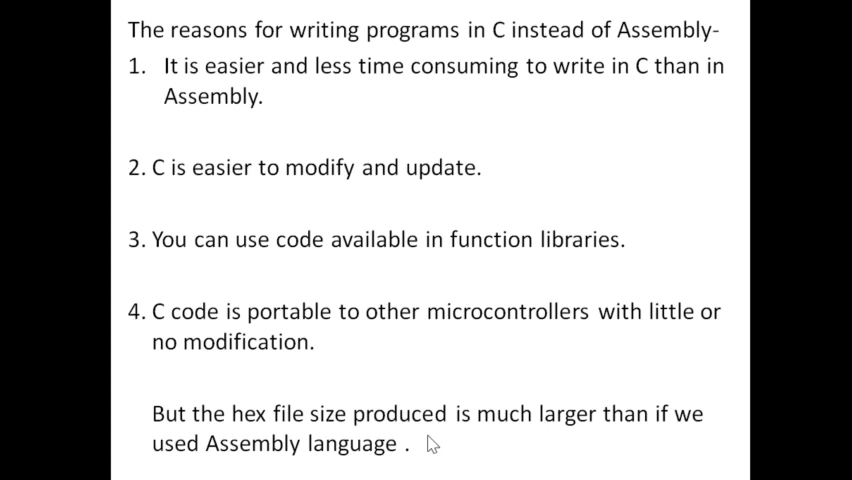 The reasons for writing programs in C instead of Assembly-
1. It is easier and less time consuming to write in C than in
Assembly.
2. C is easier to modify and update.
3. You can use code available in function libraries.
4. C code is portable to other microcontrollers with little or
no modification.
But the hex file size produced is much larger than if we
used Assembly language .